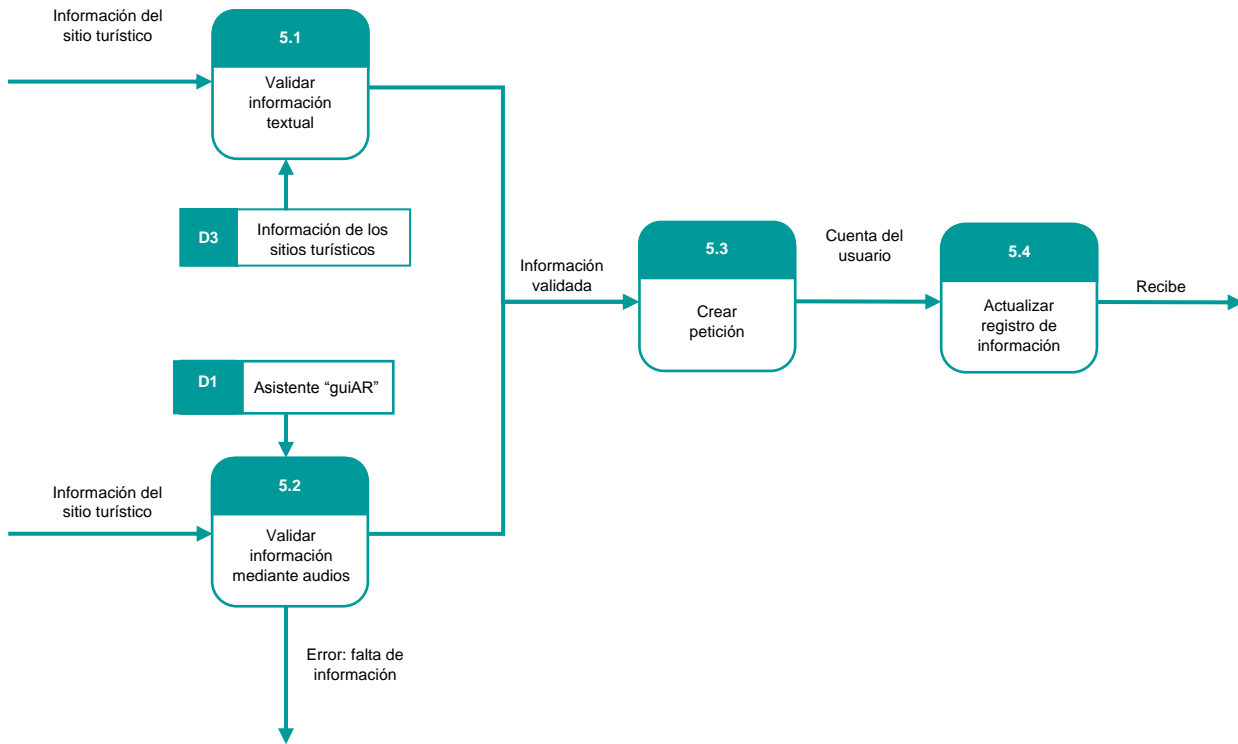 Información del
sitio turístico
5.1
Validar
información
textual
D3
Información de los
sitios turísticos
Información
validada
5.3
Crear
petición
Cuenta del
usuario
5.4
Actualizar
registro de
información
Recibe
D1
Asistente “guiAR”
Información del
sitio turístico
5.2
Validar
información
mediante audios
Error: falta de
información